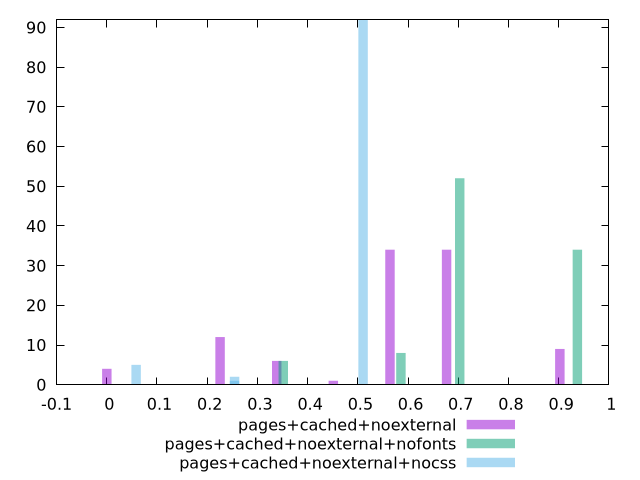 90
80
70
60
50
40
30
20
10
0
-0.1 0 0.1 0.2 0.3 0.4 0.5 0.6 0.7 0.8 0.9 1
pages+cached+noexternal
pages+cached+noexternal+nofonts
pages+cached+noexternal+nocss